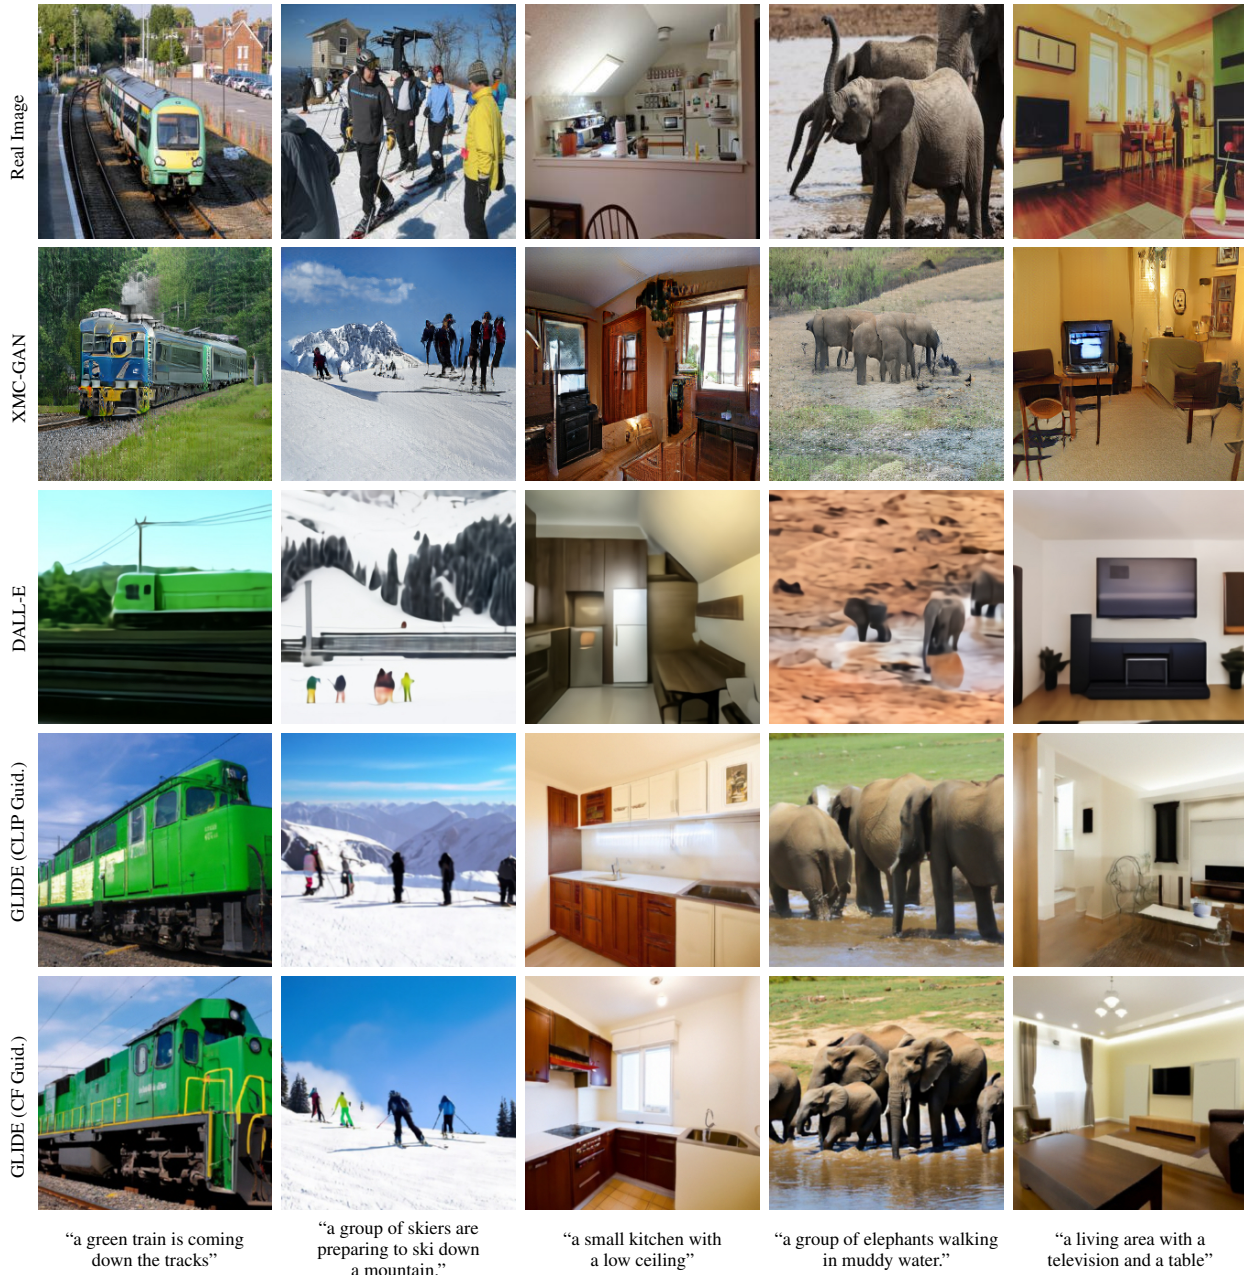 Real Image
XMC-GAN
DALL-E
GLIDE (CLIP Guid.)
GLIDE (CF Guid.)
“a green train is coming
down the tracks”
“a group of skiers are
preparing to ski down
a mountain.”
“a small kitchen with
a low ceiling”
“a group of elephants walking
in muddy water.”
“a living area with a
television and a table”